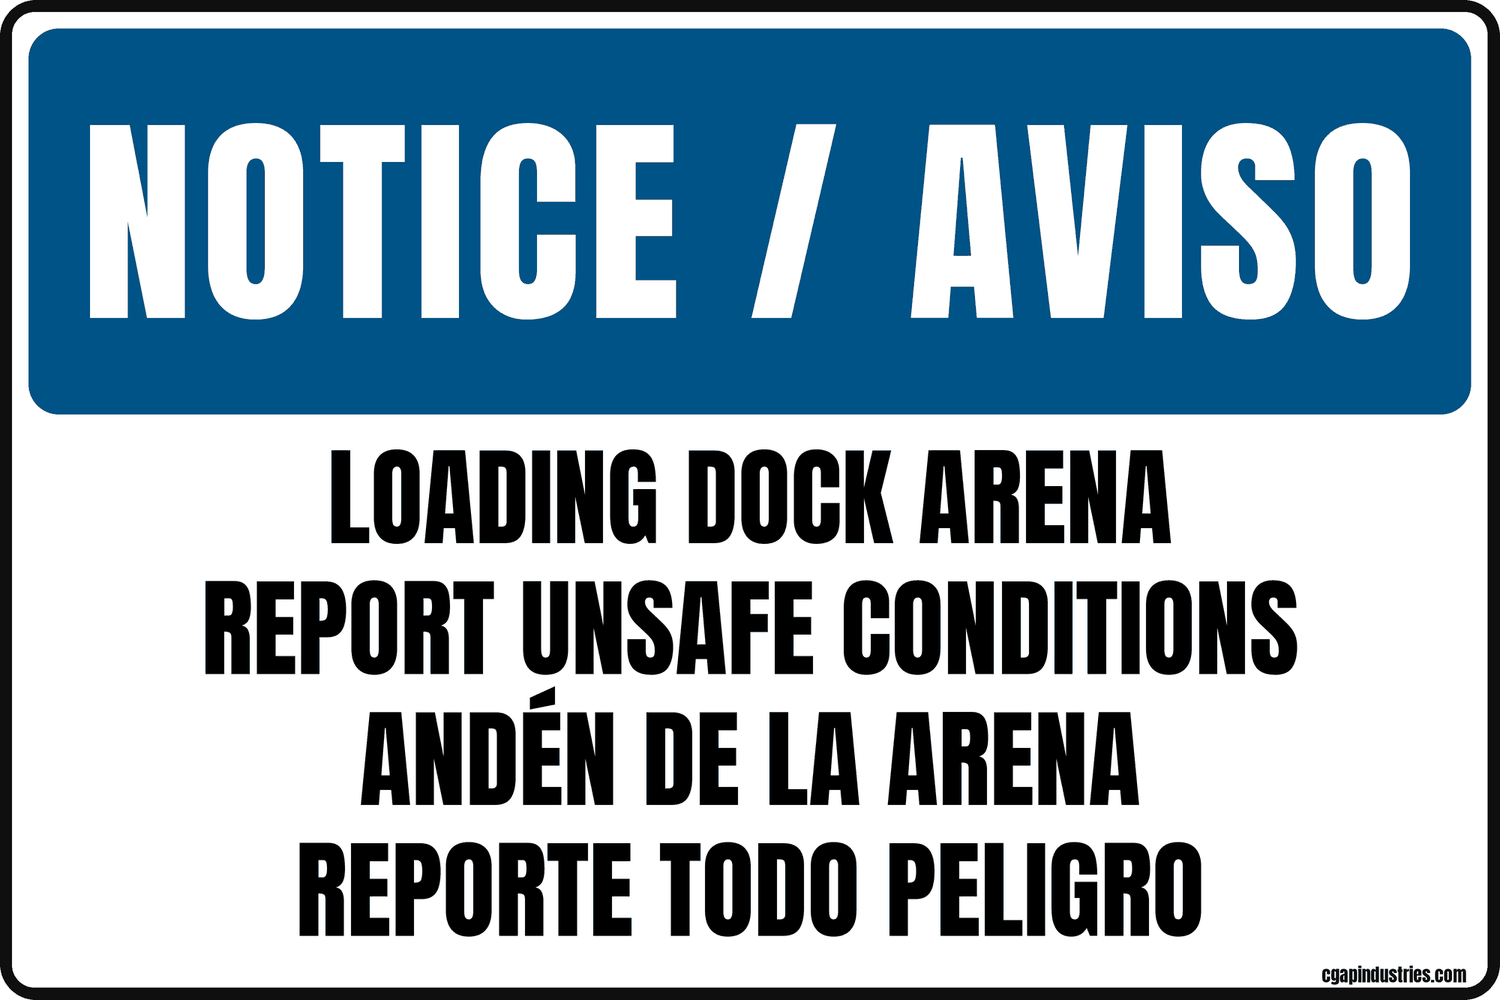 NOTICE / AVISO
LOADING DOCK ARENA
REPORT UNSAFE CONDITIONS
ANDÉN DE LA ARENA
REPORTE TODO PELIGRO
cgapindustries.com